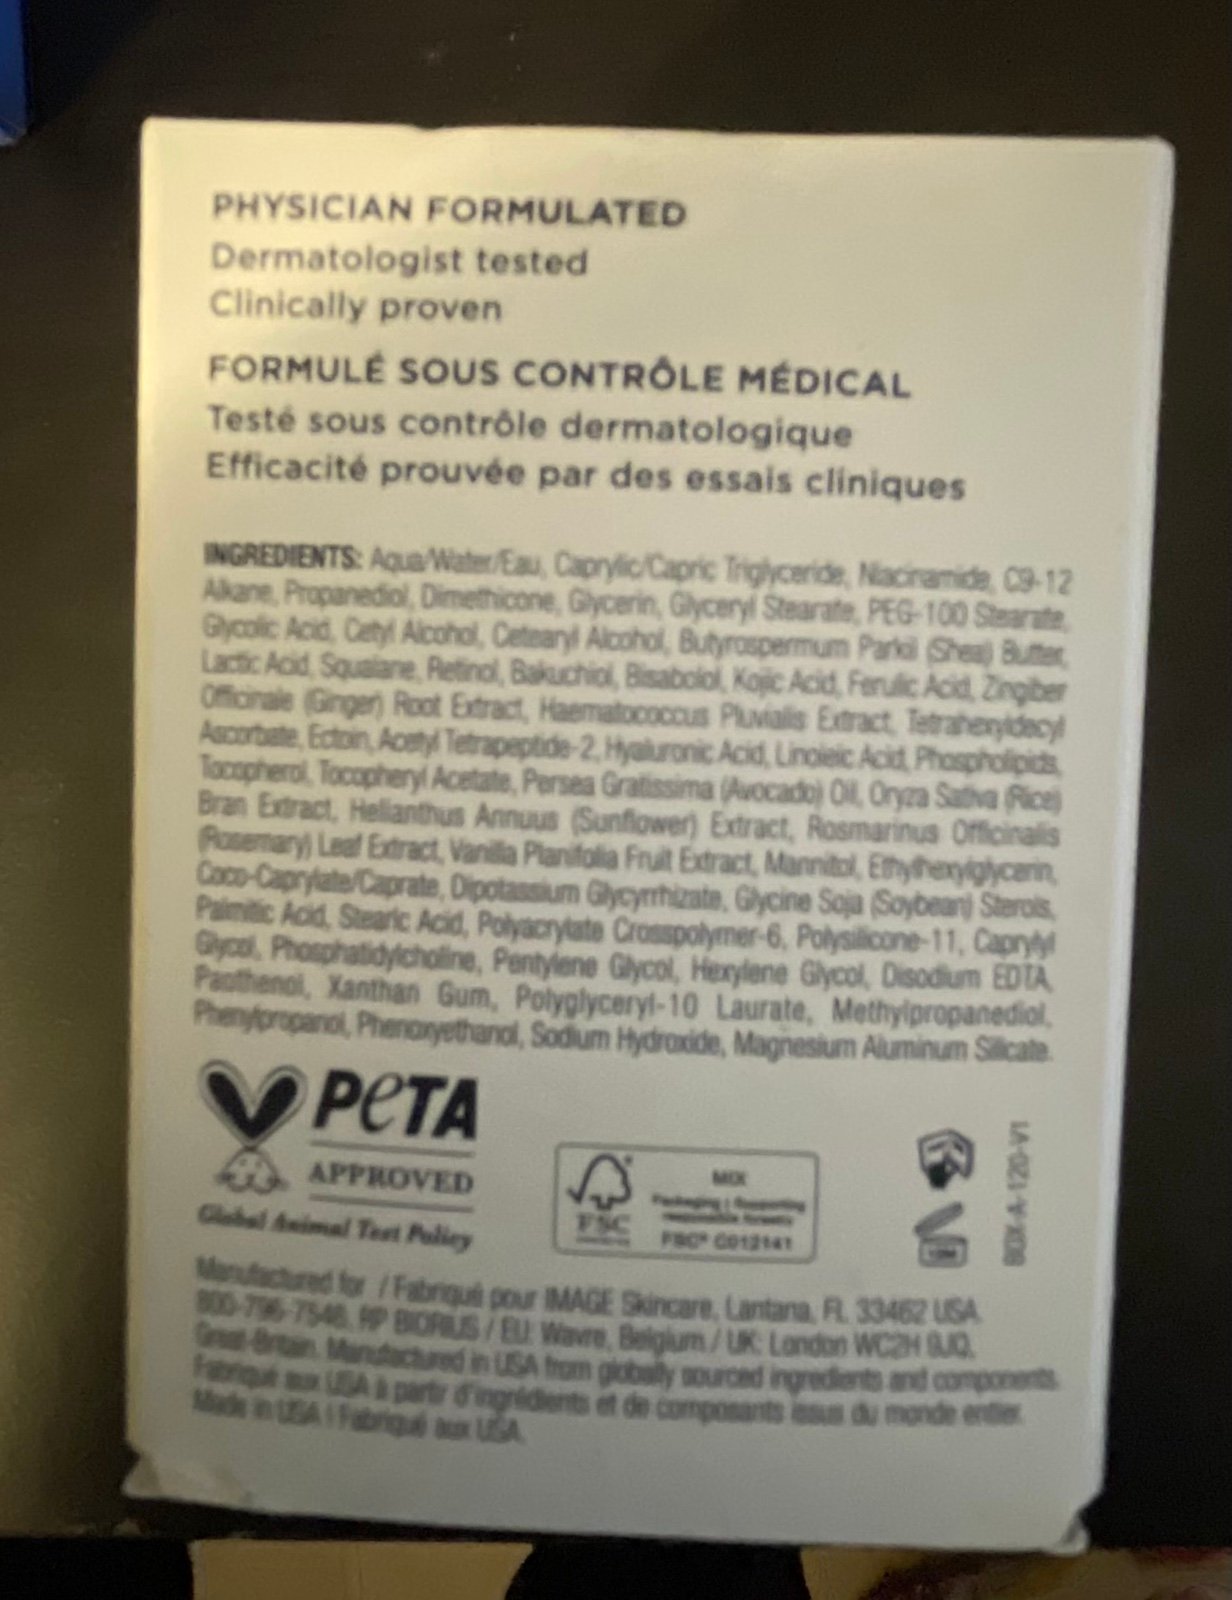 PHYSICIAN FORMULATED
Dermatologist tested
Clinically proven
FORMULÉ SOUS CONTRÔLE MÉDICAL
Testé sous contrôle dermatologique
Efficacité prouvée par des essais cliniques
INGREDIENTS: Aqua/Water/Eau, Caprylic/Capric Triglyceride, Niacinamide, C9-12
Alkane, Propanediol, Dimethicone, Glycerin, Glyceryl Stearate, PEG-100 Stearate,
Glycolic Acid, Cetyl Alcohol, Cetearyl Alcohol, Butyrospermum Parkii (Shea) Butter,
Lactic Acid, Squalane, Retinol, Bakuchiol, Bisabolol, Kojic Acid, Ferulic Acid, Zingiber
Officinale (Ginger) Root Extract, Haematococcus Pluvialis Extract, Tetrahexyldecyl
Ascorbate, Ectoin, Acetyl Tetrapeptide-2, Hyaluronic Acid, Linoleic Acid, Phospholipids,
Tocopherol, Tocopheryl Acetate, Persea Gratissima (Avocado) Oil, Oryza Sativa (Rice)
Bran Extract, Helianthus Annuus (Sunflower) Extract, Rosmarinus Officinalis
(Rosemary) Leaf Extract, Vanilla Planifolia Fruit Extract, Mannitol, Ethylhexylglycerin,
Coco-Caprylate/Caprate, Dipotassium Glycyrrhizate, Glycine Soja (Soybean) Sterols,
Palmitic Acid, Stearic Acid, Polyacrylate Crosspolymer-6, Polysilicone-11, Caprylyl
Glycol, Phosphatidylcholine, Pentylene Glycol, Hexylene Glycol, Disodium EDTA,
Panthenol, Xanthan Gum, Polyglyceryl-10 Laurate, Methylpropanediol,
Phenylpropanol, Phenoxyethanol, Sodium Hydroxide, Magnesium Aluminum Silicate.
PETA
APPROVED
Global Animal Test Policy
FSC
MIX
Packaging | Supporting
responsible forestry
FSC® C012141
BOX-A-120-V1
Manufactured for / Fabriqué pour IMAGE Skincare, Lantana, FL 33462 USA.
800-796-7546. RP BIORIUS / EU: Wavre, Belgium / UK: London WC2H 9JQ,
Great-Britain. Manufactured in USA from globally sourced ingredients and components.
Fabriqué aux USA à partir d'ingrédients et de composants issus du monde entier.
Made in USA | Fabriqué aux USA.